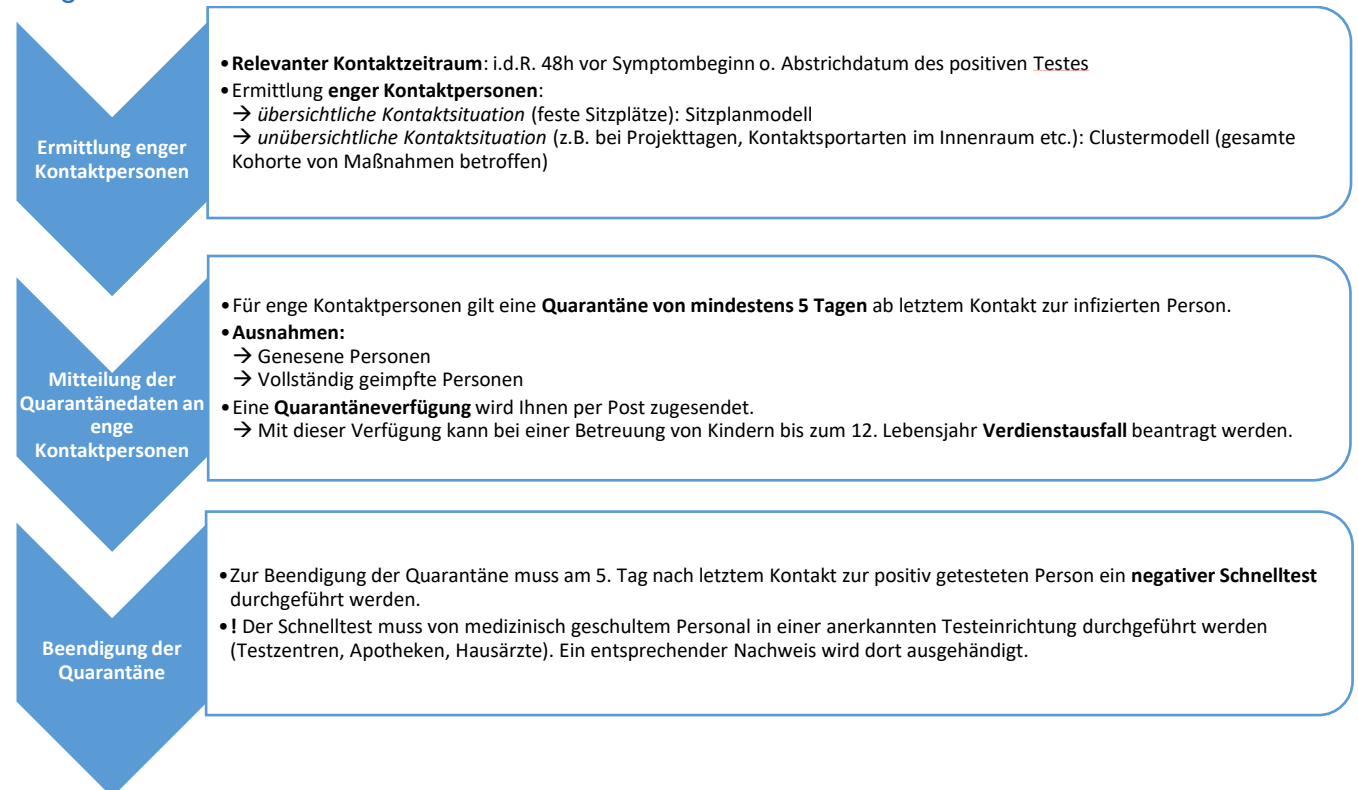 Ermittlung enger
Kontaktpersonen
•Relevanter Kontaktzeitraum: i.d.R. 48h vor Symptombeginn o. Abstrichdatum des positiven Testes
•Ermittlung enger Kontaktpersonen:
→ übersichtliche Kontaktsituation (feste Sitzplätze): Sitzplanmodell
→ unübersichtliche Kontaktsituation (z.B. bei Projekttagen, Kontaktsportarten im Innenraum etc.): Clustermodell (gesamte
Kohorte von Maßnahmen betroffen)
Mitteilung der
Quarantänedaten an
enge
Kontaktpersonen
•Für enge Kontaktpersonen gilt eine Quarantäne von mindestens 5 Tagen ab letztem Kontakt zur infizierten Person.
•Ausnahmen:
→ Genesene Personen
→ Vollständig geimpfte Personen
•Eine Quarantäneverfügung wird Ihnen per Post zugesendet.
→ Mit dieser Verfügung kann bei einer Betreuung von Kindern bis zum 12. Lebensjahr Verdienstausfall beantragt werden.
Beendigung der
Quarantäne
•Zur Beendigung der Quarantäne muss am 5. Tag nach letztem Kontakt zur positiv getesteten Person ein negativer Schnelltest
durchgeführt werden.
•! Der Schnelltest muss von medizinisch geschultem Personal in einer anerkannten Testeinrichtung durchgeführt werden
(Testzentren, Apotheken, Hausärzte). Ein entsprechender Nachweis wird dort ausgehändigt.